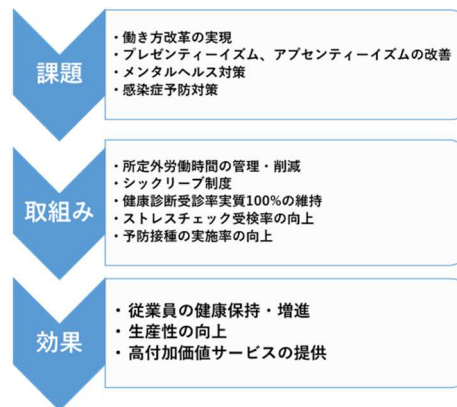 課題
・働き方改革の実現
・プレゼンティーイズム、アブセンティーイズムの改善
・メンタルヘルス対策
・感染症予防対策
取組み
・所定外労働時間の管理・削減
・シックリーブ制度
・健康診断受診率実質100%の維持
・ストレスチェック受検率の向上
・予防接種の実施率の向上
効果
・従業員の健康保持・増進
・生産性の向上
・高付加価値サービスの提供